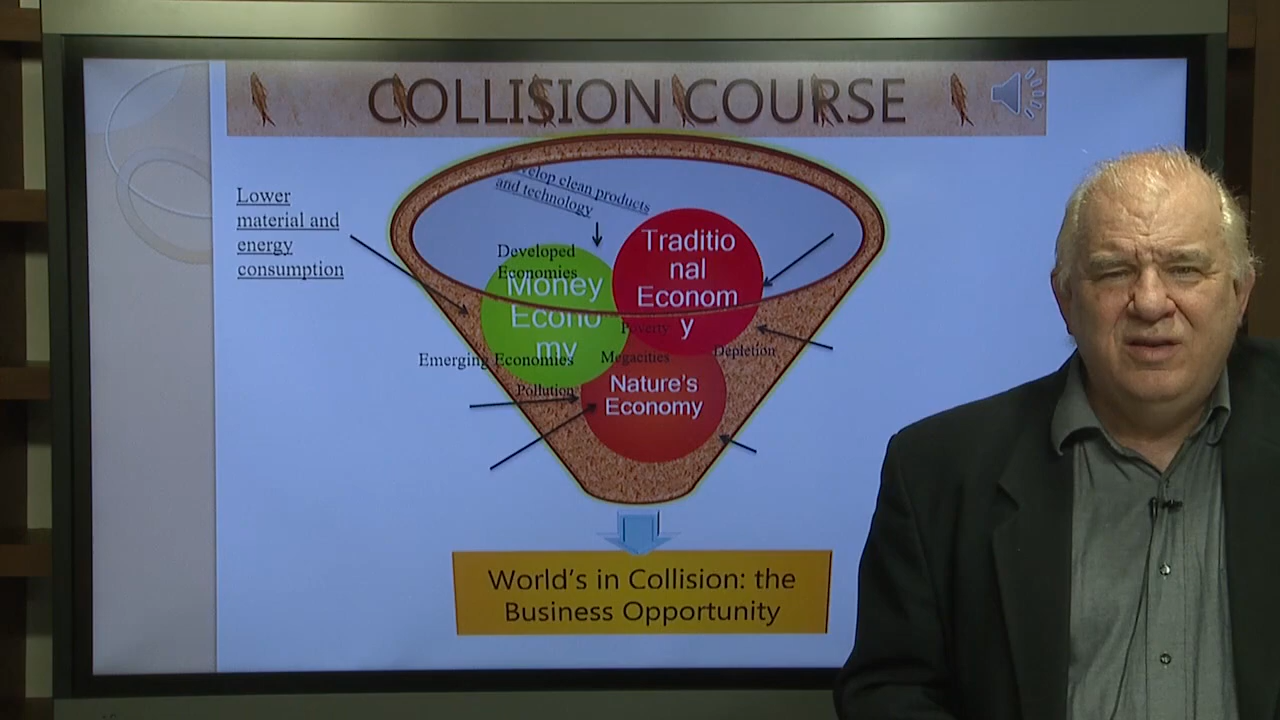 COLLISION COURSE
Lower
material and
energy
consumption
clean products
and technology
Developed
Economies
Money
Econo
my
Traditio
nal
Econom
y
Poverty
Emerging Economies
Megacities
Depletion
Pollution
Nature's
Economy
World's in Collision: the
Business Opportunity